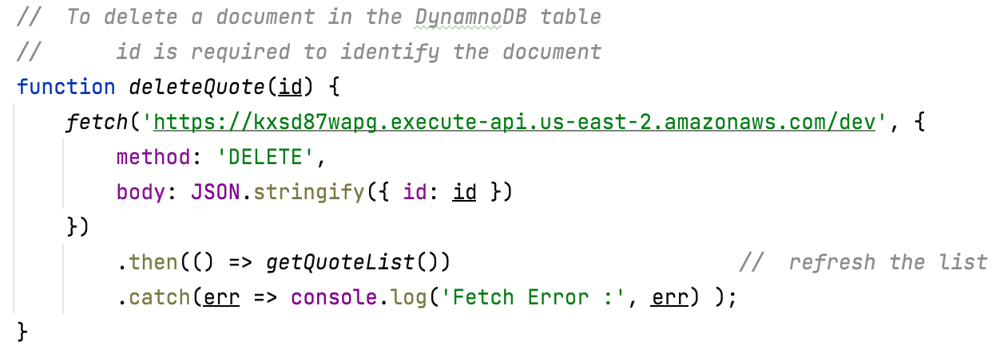 //  To delete a document in the DynamnoDB table
//      id is required to identify the document
function deleteQuote(id) {
    fetch('https://kxsd87wapg.execute-api.us-east-2.amazonaws.com/dev', {
        method: 'DELETE',
        body: JSON.stringify({ id: id })
    })
        .then(() => getQuoteList())                       //  refresh the list
        .catch(err => console.log('Fetch Error :', err) );
}